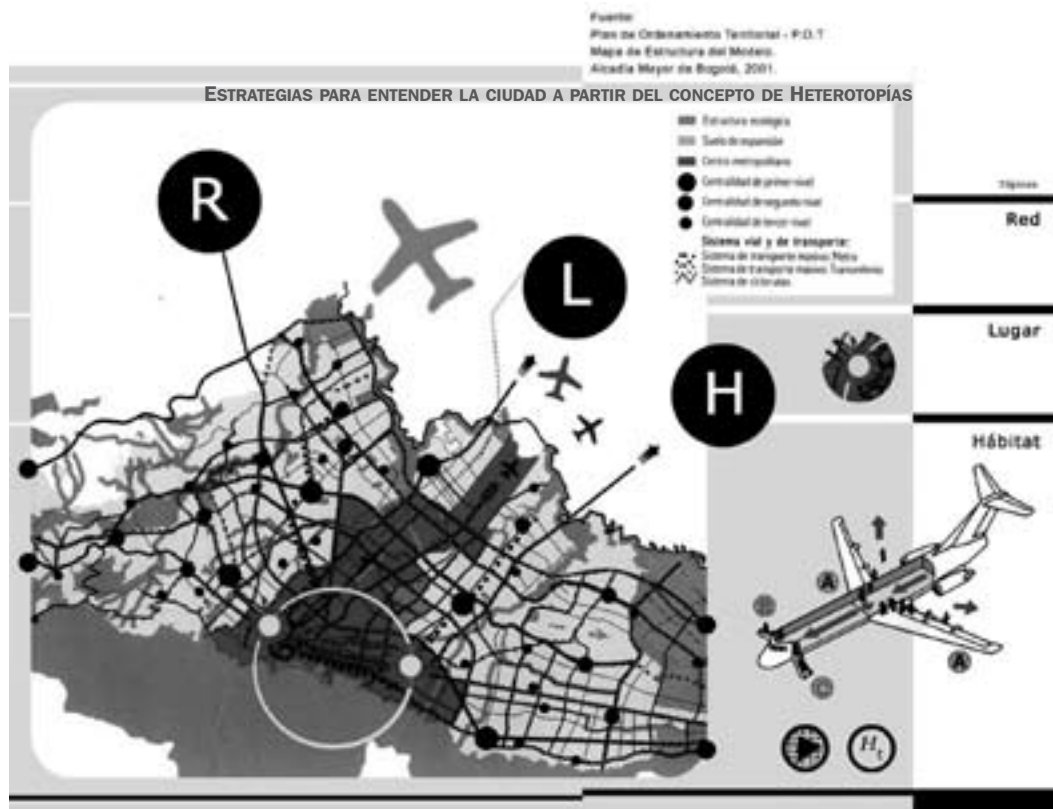 Fuente:
Plan de Ordenamiento Territorial - P.O.T
Mapa de Estructura del Modelo.
Alcadía Mayor de Bogotá, 2001.
ESTRATEGIAS PARA ENTENDER LA CIUDAD A PARTIR DEL CONCEPTO DE HETEROTOPÍAS
Estructura ecológica
Suelo de expansión
Centro metropolitano
Centralidad de primer nivel
Centralidad de segundo nivel
Centralidad de tercer nivel
Sistema vial y de transporte:
Sistema de transporte masivo Metro
Sistema de transporte masivo Transmilenio
Sistema de ciclorutas
Tópicos
Red
Lugar
Hábitat
R
L
H
A
A
C
Ht